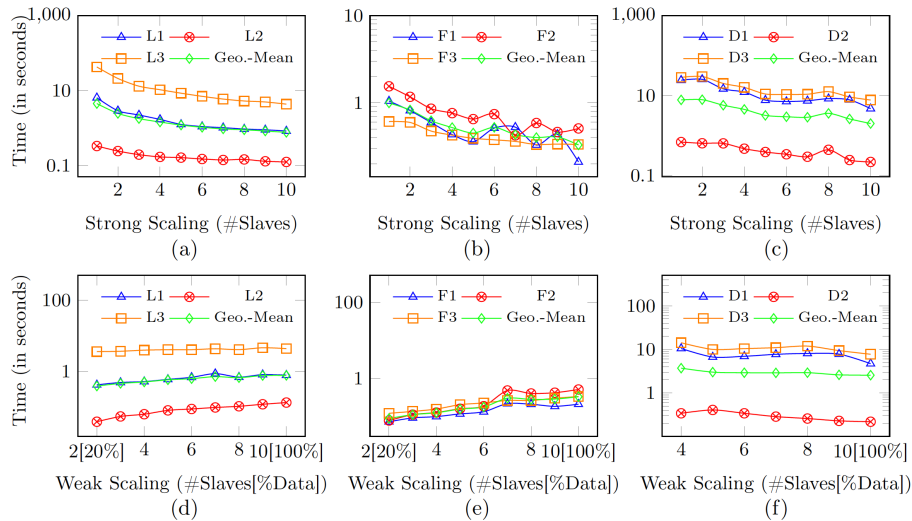 1,000
10
0.1
Time (in seconds)
L1 L2
L3 Geo.-Mean
2 4 6 8 10
Strong Scaling (#Slaves)
(a)
10
1
F1 F2
F3 Geo.-Mean
2 4 6 8 10
Strong Scaling (#Slaves)
(b)
1,000
10
0.1
D1 D2
D3 Geo.-Mean
2 4 6 8 10
Strong Scaling (#Slaves)
(c)
100
1
Time (in seconds)
L1 L2
L3 Geo.-Mean
2[20%] 4 6 8 10[100%]
Weak Scaling (#Slaves[%Data])
(d)
100
1
F1 F2
F3 Geo.-Mean
2[20%] 4 6 8 10[100%]
Weak Scaling (#Slaves[%Data])
(e)
100
10
1
D1 D2
D3 Geo.-Mean
4 6 8 10[100%]
Weak Scaling (#Slaves[%Data])
(f)